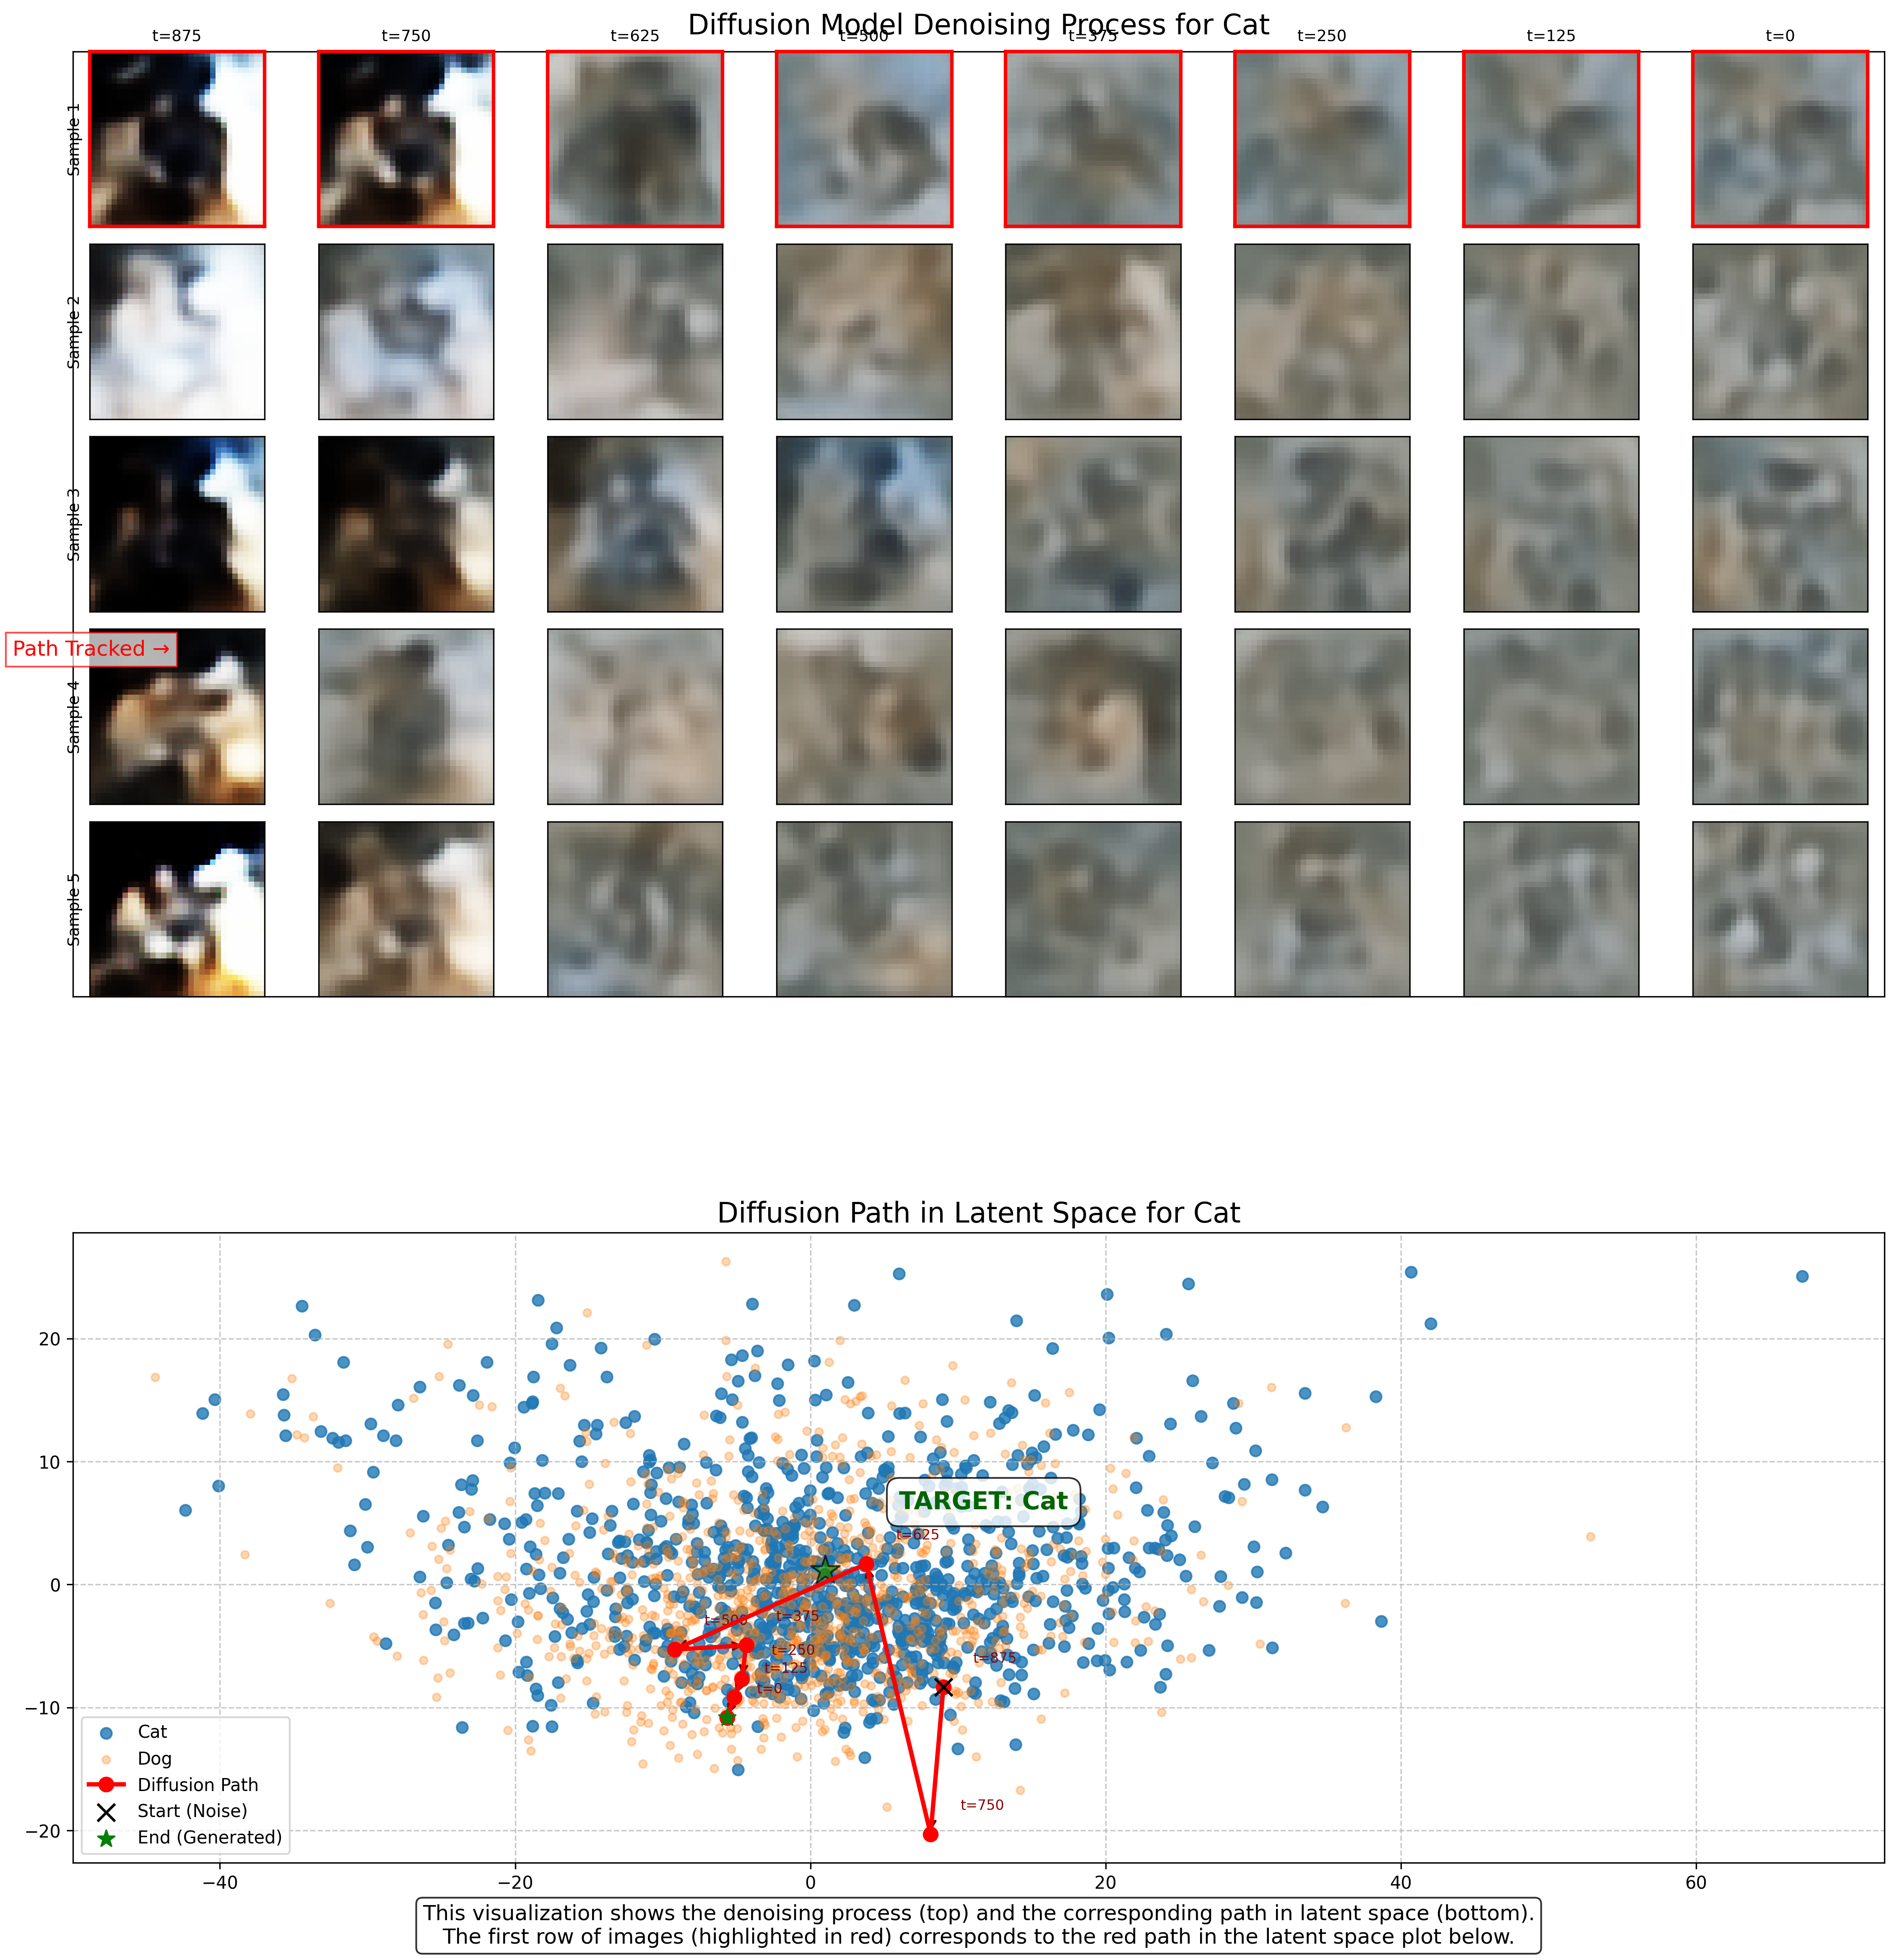 Diffusion Model Denoising Process for Cat
t=875 t=750 t=625 t=500 t=375 t=250 t=125 t=0
Sample 1
Sample 2
Sample 3
Path Tracked →
Sample 4
Sample 5
Diffusion Path in Latent Space for Cat
20
10
0
−10
−20
TARGET: Cat
t=625
t=500
t=375
t=250
t=125
t=0
t=875
t=750
Cat
Dog
Diffusion Path
Start (Noise)
End (Generated)
−40 −20 0 20 40 60
This visualization shows the denoising process (top) and the corresponding path in latent space (bottom).
The first row of images (highlighted in red) corresponds to the red path in the latent space plot below.